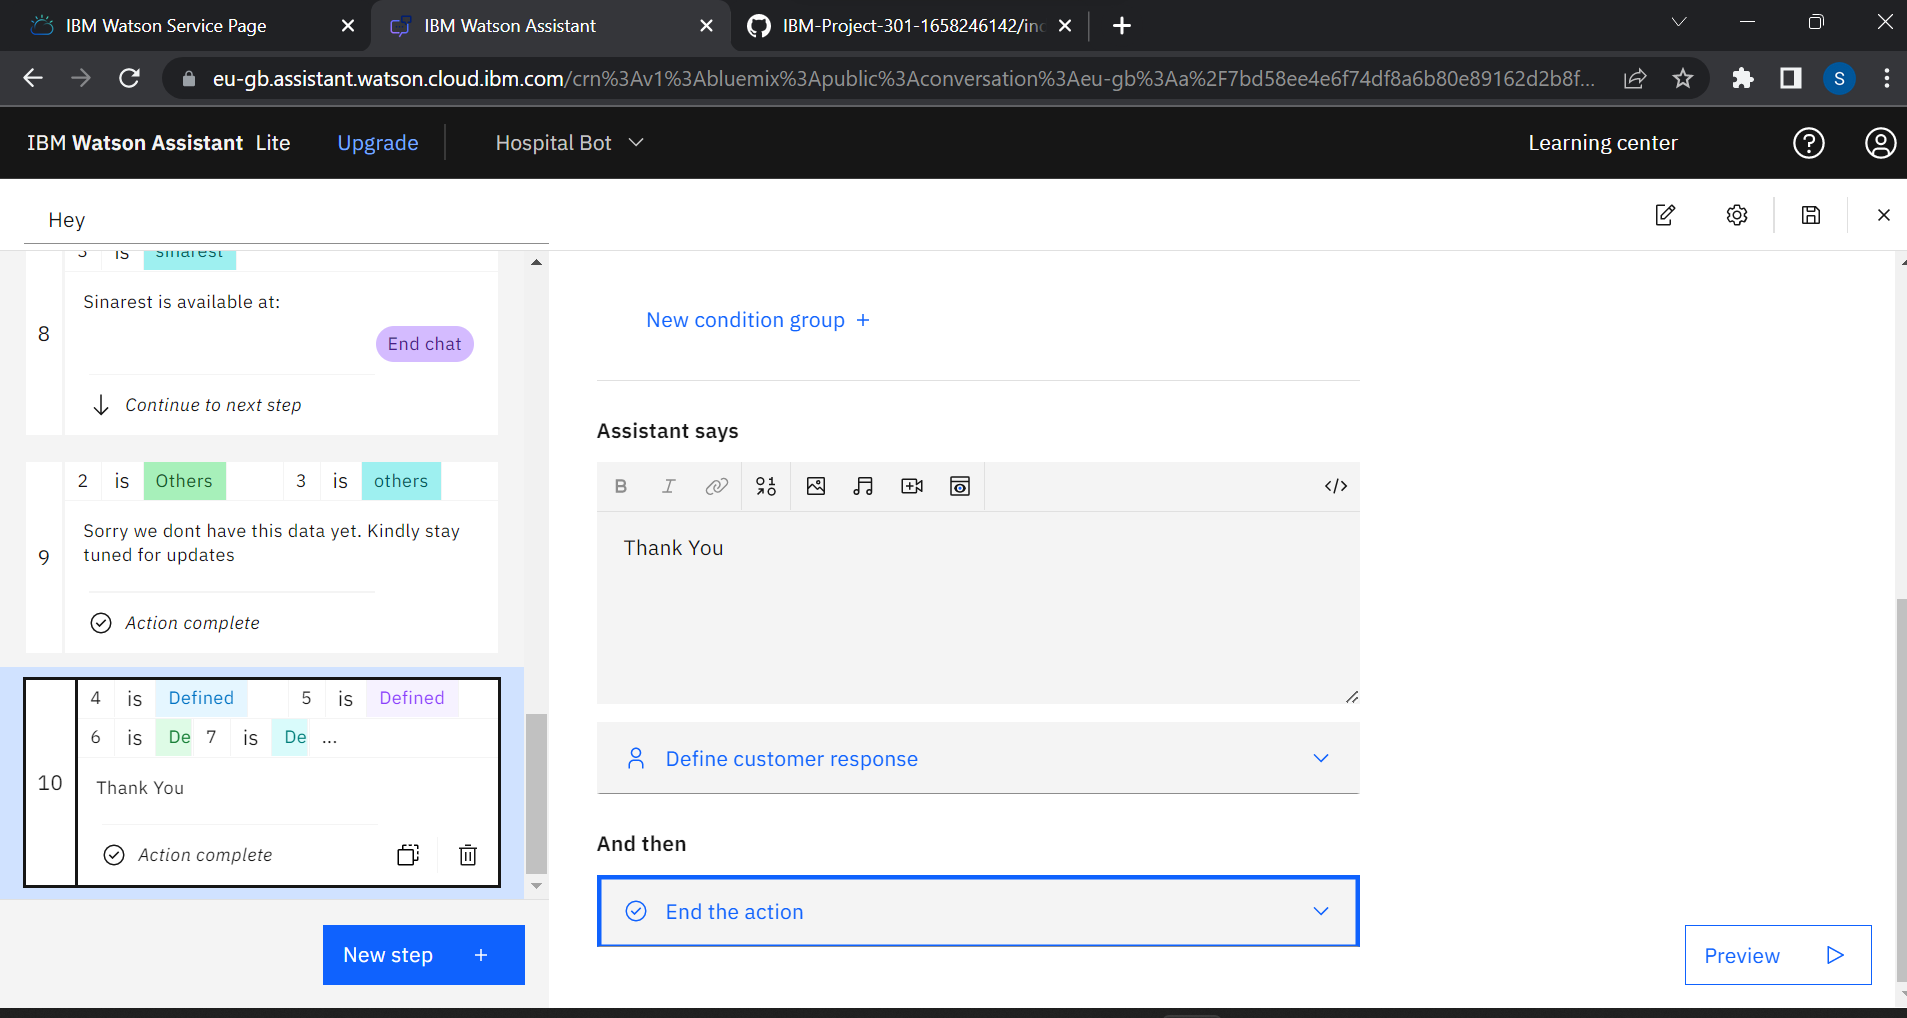 IBM Watson Service Page
IBM Watson Assistant
IBM-Project-301-1658246142/inc
eu-gb.assistant.watson.cloud.ibm.com/crn%3Av1%3Abluemix%3Apublic%3Aconversation%3Aeu-gb%3Aa%2F7bd58ee4e6f74df8a6b80e89162d2b8f...
S
IBM Watson Assistant Lite
Upgrade
Hospital Bot
Learning center
Hey
3 is sinarest
8
Sinarest is available at:
End chat
Continue to next step
2 is Others 3 is others
9
Sorry we dont have this data yet. Kindly stay
tuned for updates
Action complete
4 is Defined 5 is Defined
6 is De 7 is De ...
10
Thank You
Action complete
New step +
New condition group +
Assistant says
B I </>
Thank You
Define customer response
And then
End the action
Preview